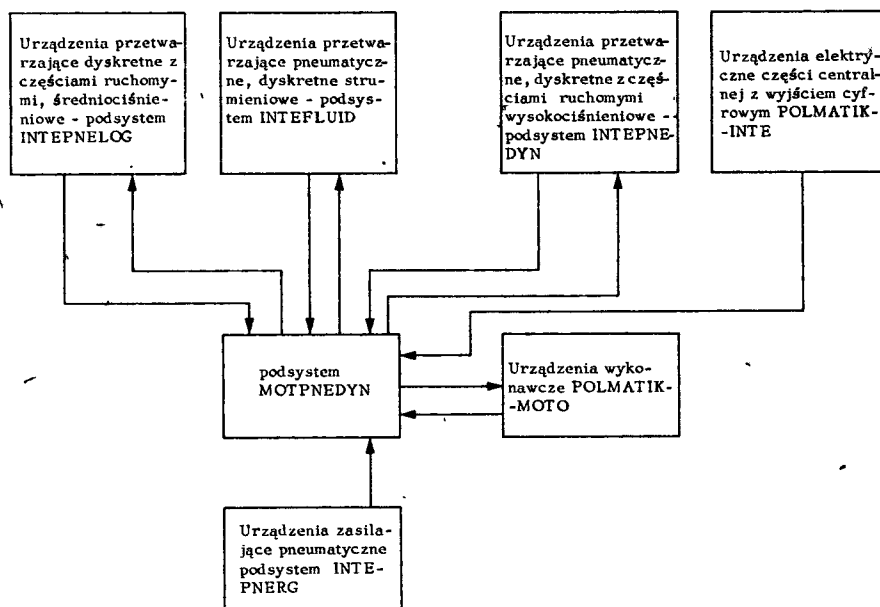 Urządzenia przetwa-
rzające dyskretne z
częściami ruchomy-
mi, średniociśnie-
niowe - podsystem
INTEPNELOG
Urządzenia przetwa-
rzające pneumatycz-
ne, dyskretne stru-
mieniowe - podsys-
tem INTEFLUID
Urządzenia przetwa-
rzające pneumatycz-
ne, dyskretne z częś-
ciami ruchomymi
wysokociśnieniowe -
podsystem INTEPNE-
DYN
Urządzenia elektry-
czne części central-
nej z wyjściem cyf-
rowym POLMATIK-
-INTE
podsystem
MOTPNEDYN
Urządzenia wyko-
nawcze POLMATIK-
-MOTO
Urządzenia zasila-
jące pneumatyczne
podsystem INTE-
PNERG